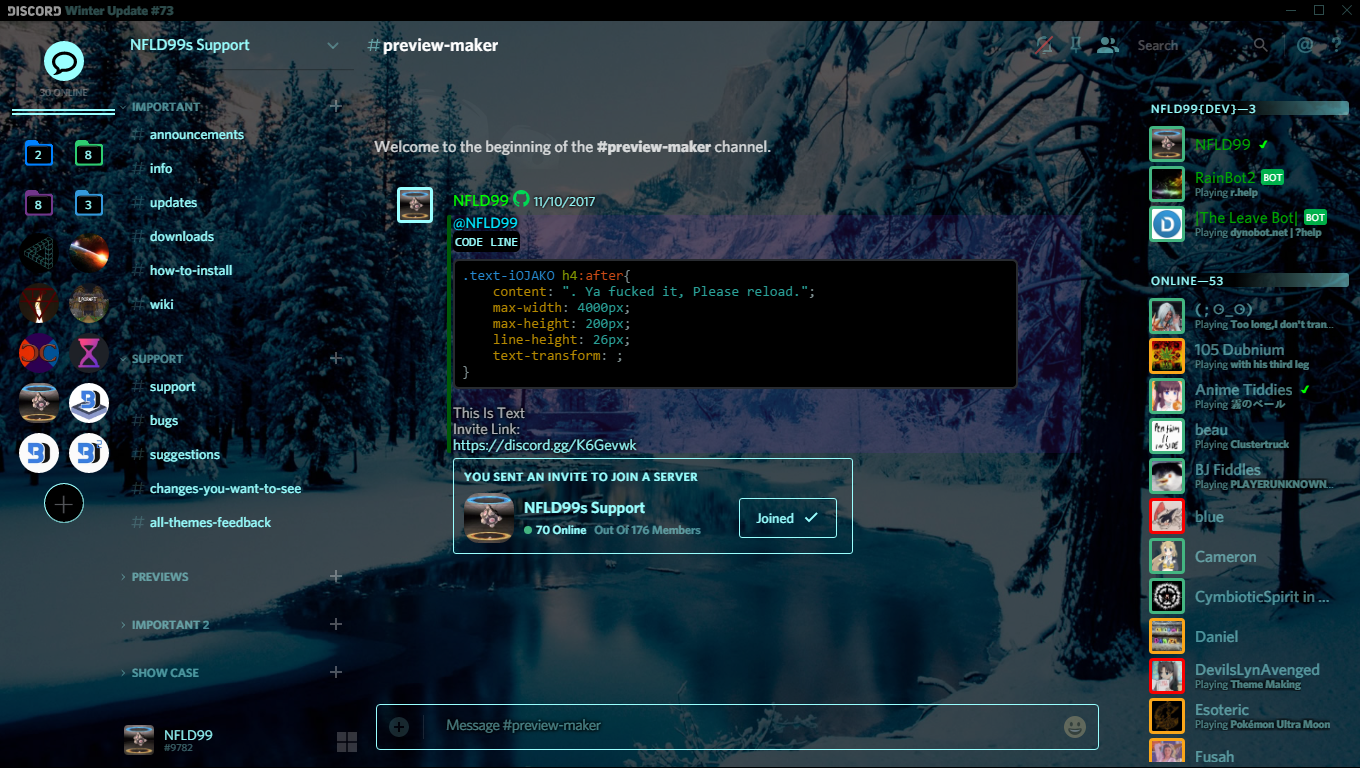 DISCORD Winter Update #73
30 ONLINE
2
8
8
3
NFLD99s Support
IMPORTANT
# announcements
# info
# updates
# downloads
# how-to-install
# wiki
SUPPORT
# support
# bugs
# suggestions
# changes-you-want-to-see
# all-themes-feedback
PREVIEWS
IMPORTANT 2
SHOW CASE
NFLD99
#9782
# preview-maker
Search
Welcome to the beginning of the #preview-maker channel.
NFLD99 11/10/2017
@NFLD99
CODE LINE
.text-iOJAKO h4:after{
content: ". Ya fucked it, Please reload.";
max-width: 4000px;
max-height: 200px;
line-height: 26px;
text-transform: ;
}
This Is Text
Invite Link:
https://discord.gg/K6Gevwk
YOU SENT AN INVITE TO JOIN A SERVER
NFLD99s Support
70 Online Out Of 176 Members
Joined
Message #preview-maker
NFLD99{DEV}—3
NFLD99
RainBot2 BOT
Playing r.help
|The Leave Bot| BOT
Playing dynobot.net | ?help
ONLINE—53
( ; ʘ_ʘ)
Playing Too long,I don't tran...
105 Dubnium
Playing with his third leg
Anime Tiddies
Playing 霊のベール
beau
Playing Clustertruck
BJ Fiddles
Playing PLAYERUNKNOWN...
blue
Cameron
CymbioticSpirit in ...
Daniel
DevilsLynAvenged
Playing Theme Making
Esoteric
Playing Pokémon Ultra Moon
Fusah